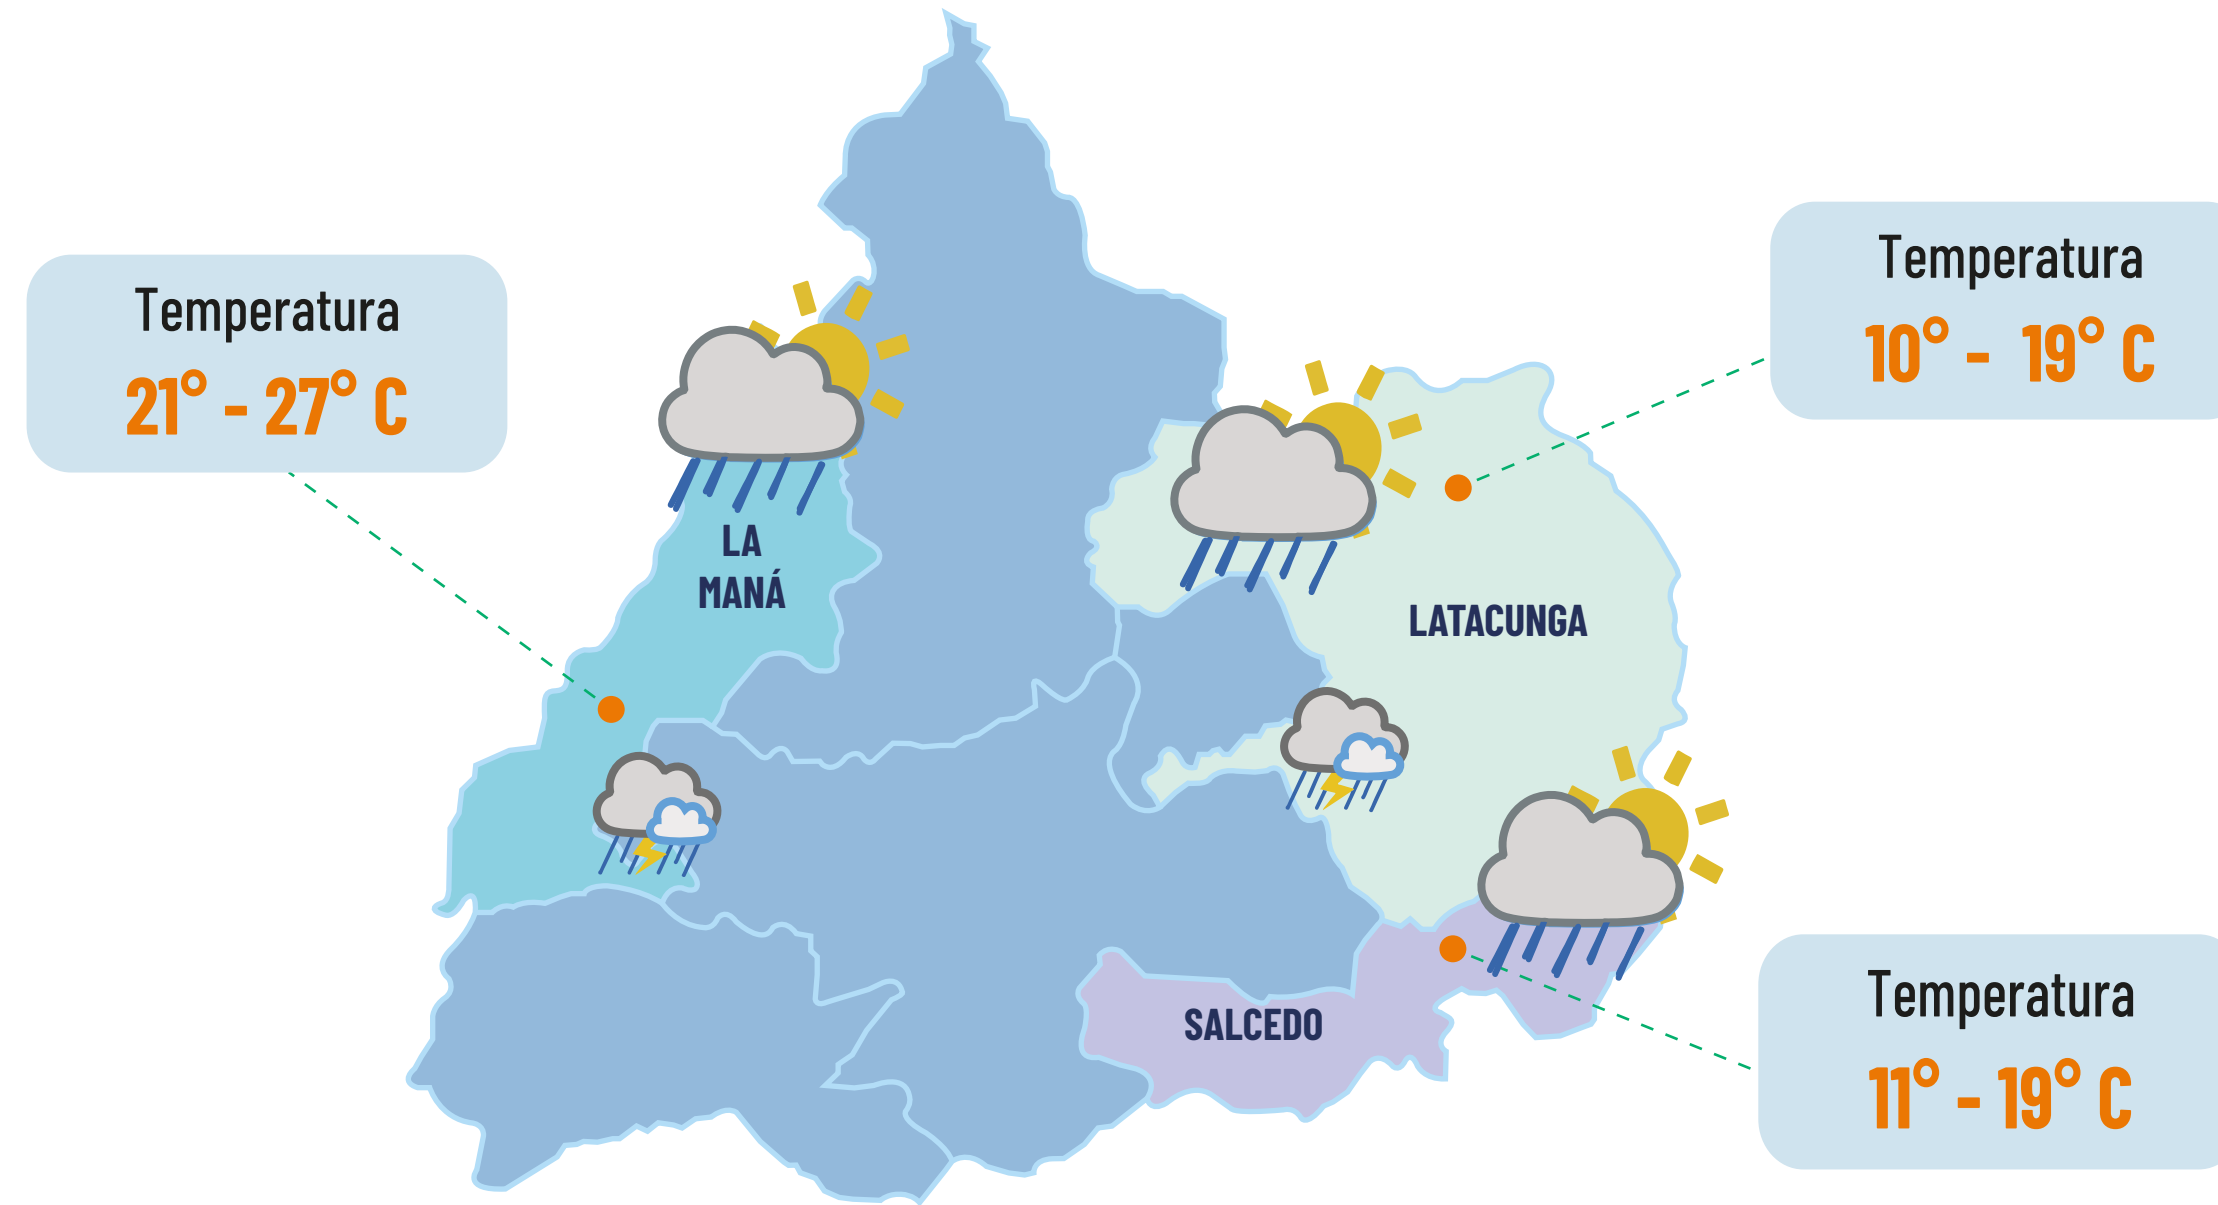 Temperatura
21° - 27° C
Temperatura
10° - 19° C
LA
MANÁ
LATACUNGA
SALCEDO
Temperatura
11° - 19° C